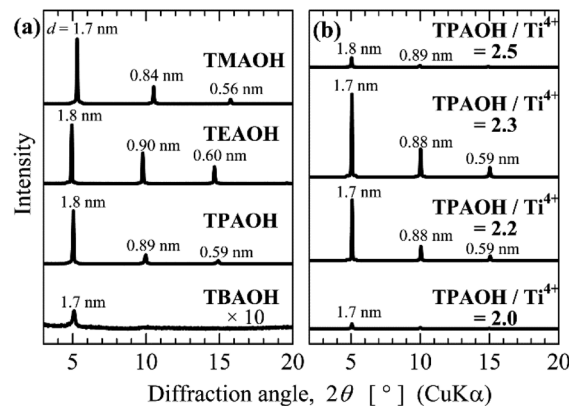 (a)
d = 1.7 nm
TMAOH
0.84 nm
0.56 nm
1.8 nm
TEAOH
0.90 nm
0.60 nm
1.8 nm
TPAOH
0.89 nm
0.59 nm
1.7 nm
TBAOH
× 10
(b)
TPAOH / Ti⁴⁺
= 2.5
1.8 nm
0.89 nm
TPAOH / Ti⁴⁺
= 2.3
1.7 nm
0.88 nm
0.59 nm
TPAOH / Ti⁴⁺
= 2.2
1.7 nm
0.88 nm
0.59 nm
TPAOH / Ti⁴⁺
= 2.0
1.7 nm
Intensity
5 10 15 20
5 10 15 20
Diffraction angle, 2θ [ ° ] (CuKα)